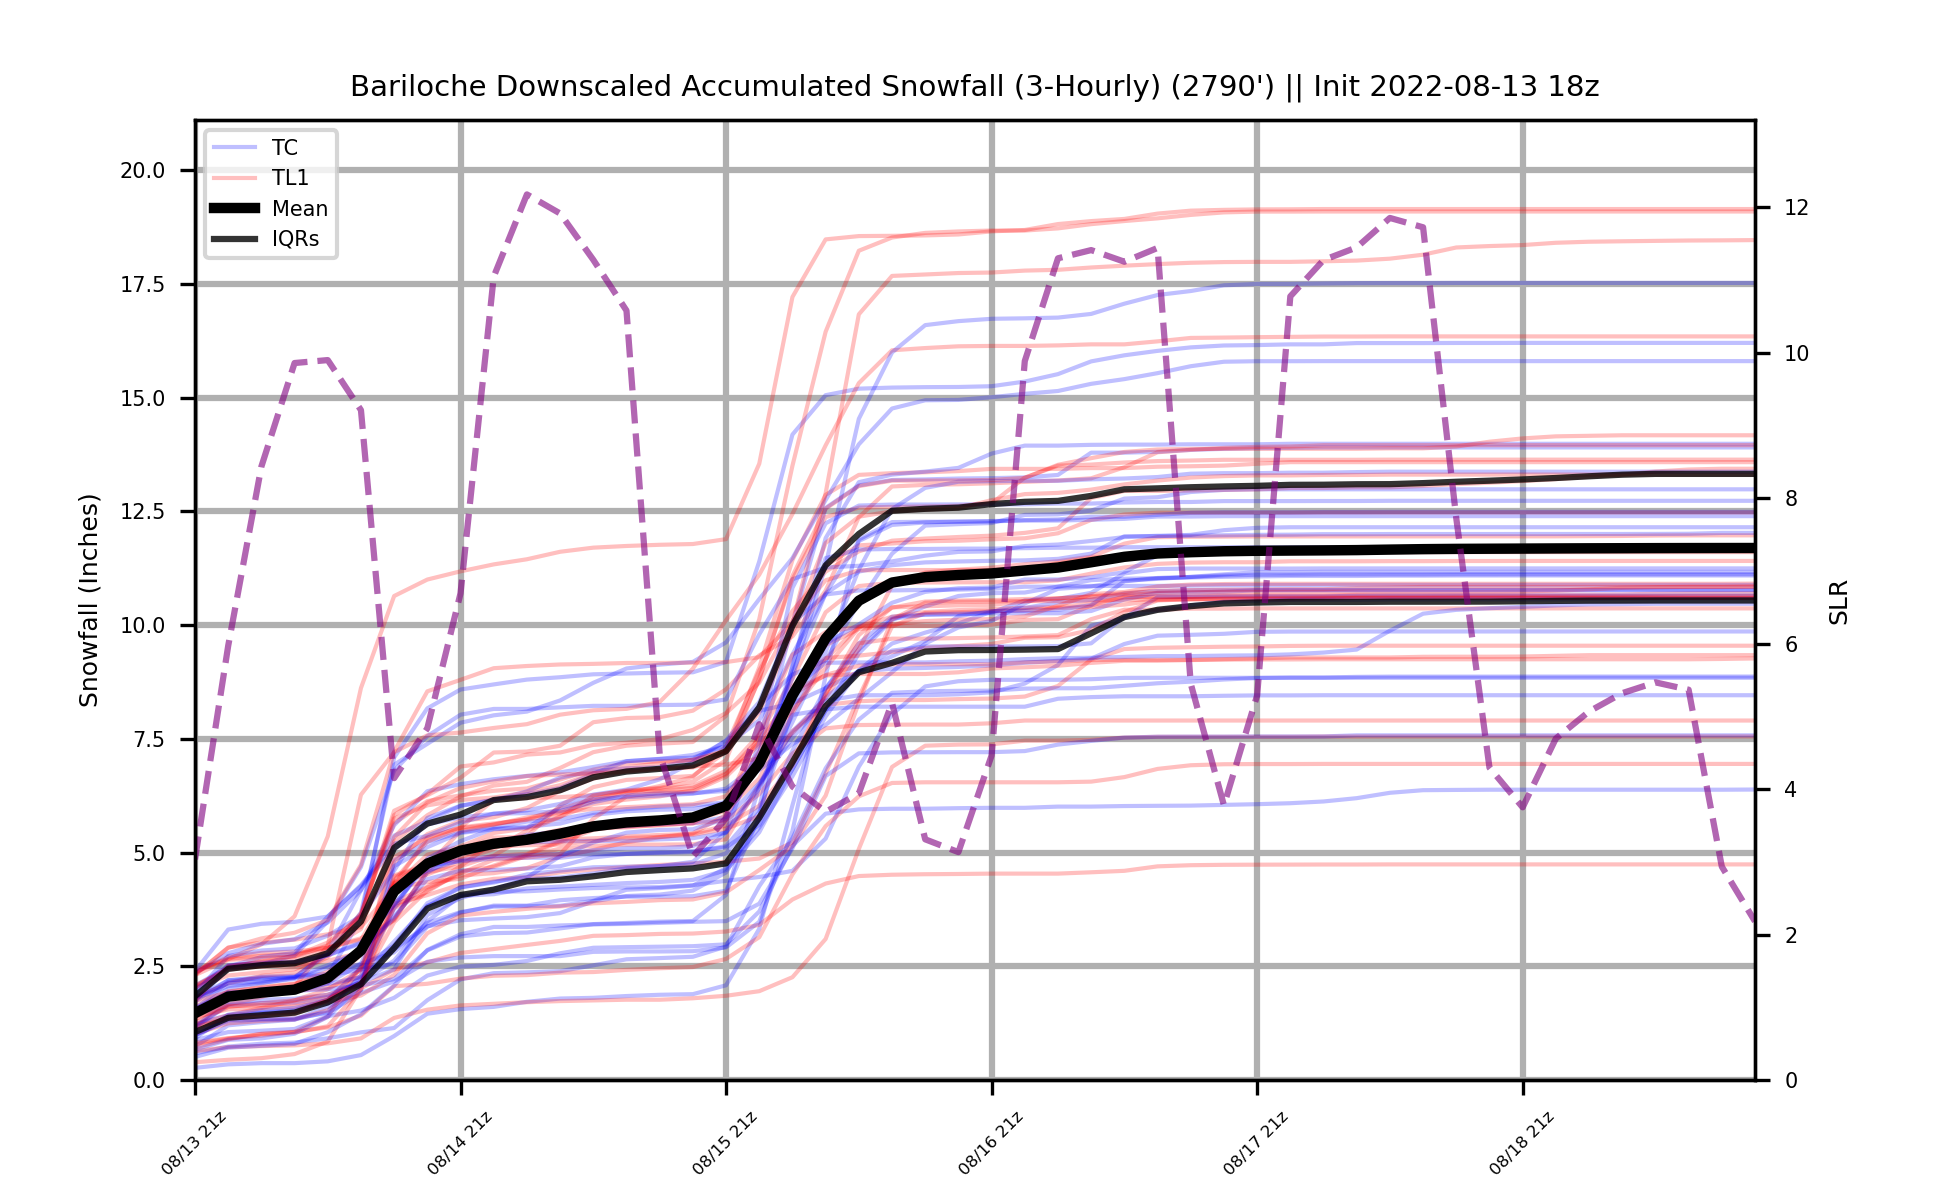 Bariloche Downscaled Accumulated Snowfall (3-Hourly) (2790') || Init 2022-08-13 18z
TC
TL1
Mean
IQRs
Snowfall (Inches)
20.0
17.5
15.0
12.5
10.0
7.5
5.0
2.5
0.0
12
10
8
6
4
2
0
SLR
08/13 21z
08/14 21z
08/15 21z
08/16 21z
08/17 21z
08/18 21z